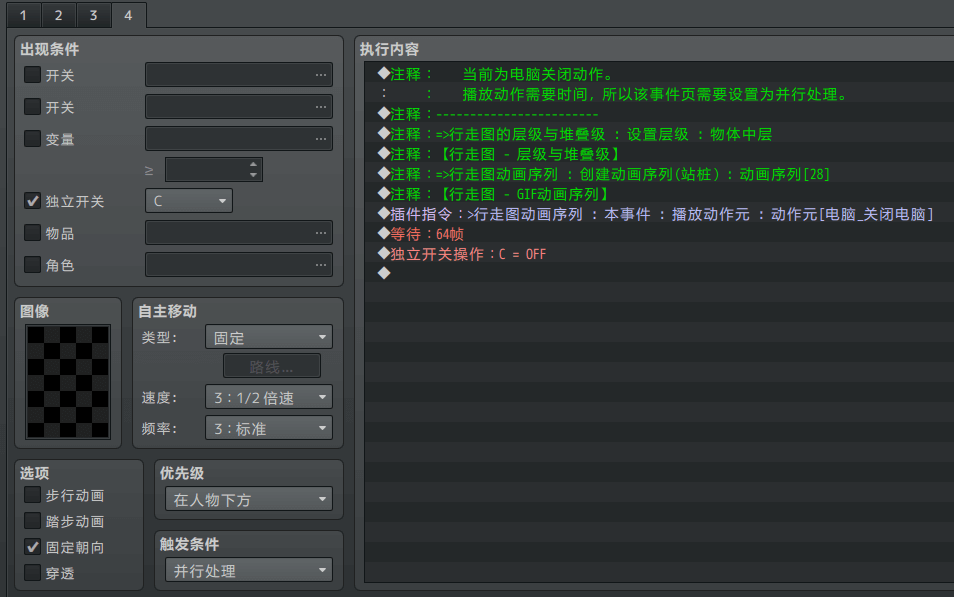 1 2 3 4
出现条件
开关 ...
开关 ...
变量 ...
≥
独立开关 C
物品 ...
角色 ...
图像
自主移动
类型: 固定
路线...
速度: 3：1/2 倍速
频率: 3：标准
选项
步行动画
踏步动画
固定朝向
穿透
优先级
在人物下方
触发条件
并行处理
执行内容
◆注释： 当前为电脑关闭动作。
： ： 播放动作需要时间，所以该事件页需要设置为并行处理。
◆注释：------------------------
◆注释：=>行走图的层级与堆叠级 : 设置层级 : 物体中层
◆注释：【行走图 - 层级与堆叠级】
◆注释：=>行走图动画序列 : 创建动画序列(站桩) : 动画序列[28]
◆注释：【行走图 - GIF动画序列】
◆插件指令：>行走图动画序列 : 本事件 : 播放动作元 : 动作元[电脑_关闭电脑]
◆等待：64帧
◆独立开关操作：C = OFF
◆